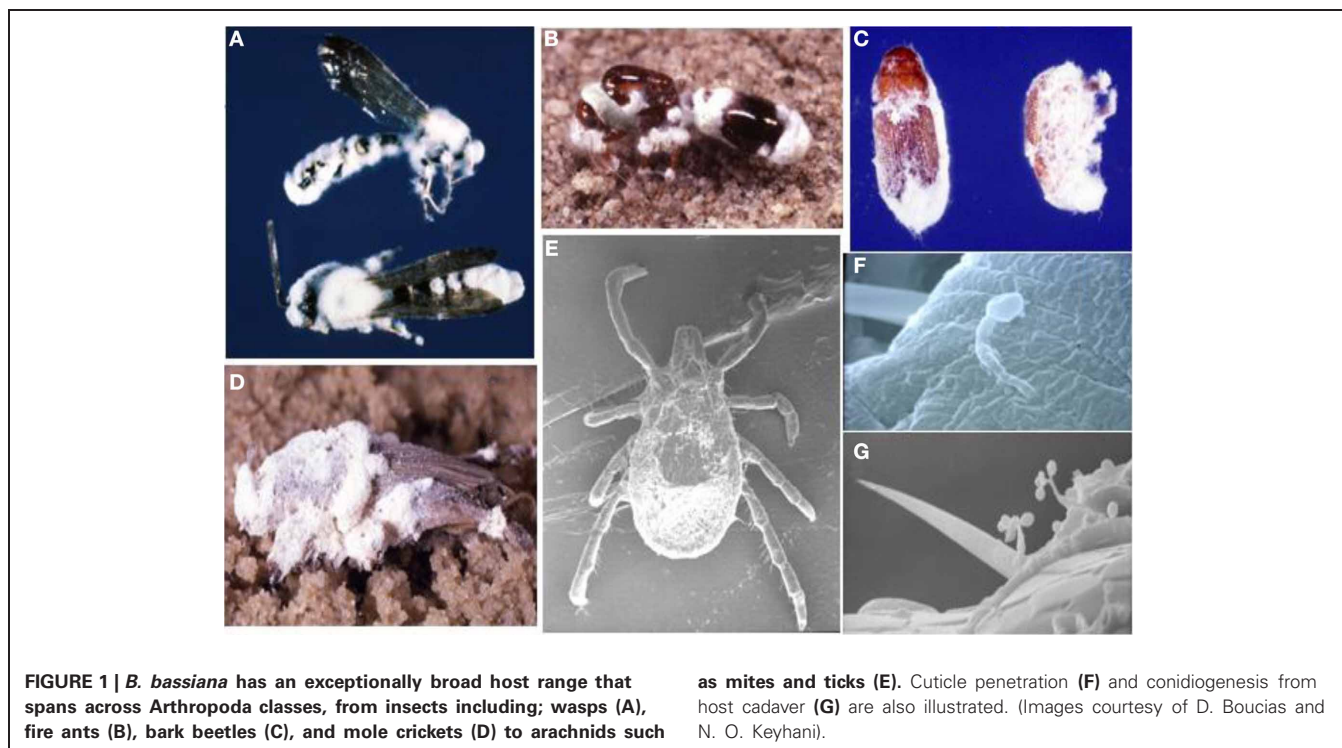 A
B
C
D
E
F
G
FIGURE 1 | B. bassiana has an exceptionally broad host range that
spans across Arthropoda classes, from insects including; wasps (A),
fire ants (B), bark beetles (C), and mole crickets (D) to arachnids such
as mites and ticks (E). Cuticle penetration (F) and conidiogenesis from
host cadaver (G) are also illustrated. (Images courtesy of D. Boucias and
N. O. Keyhani).